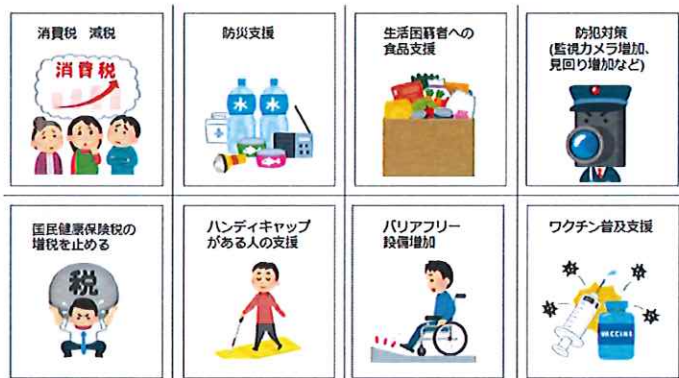 消費税 減税
消費税
防災支援
水 水
生活困窮者への
食品支援
防犯対策
(監視カメラ増加、
見回り増加など)
国民健康保険税の
増税を止める
税
ハンディキャップ
がある人の支援
バリアフリー
設備増加
ワクチン普及支援
VACCINE